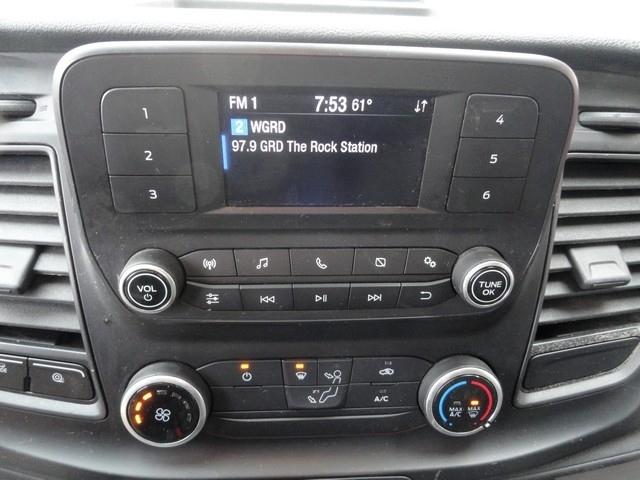 FM 1 7:53 61°
2 WGRD
97.9 GRD The Rock Station
1
2
3
4
5
6
VOL
TUNE
OK
A/C
MAX
A/C
MAX